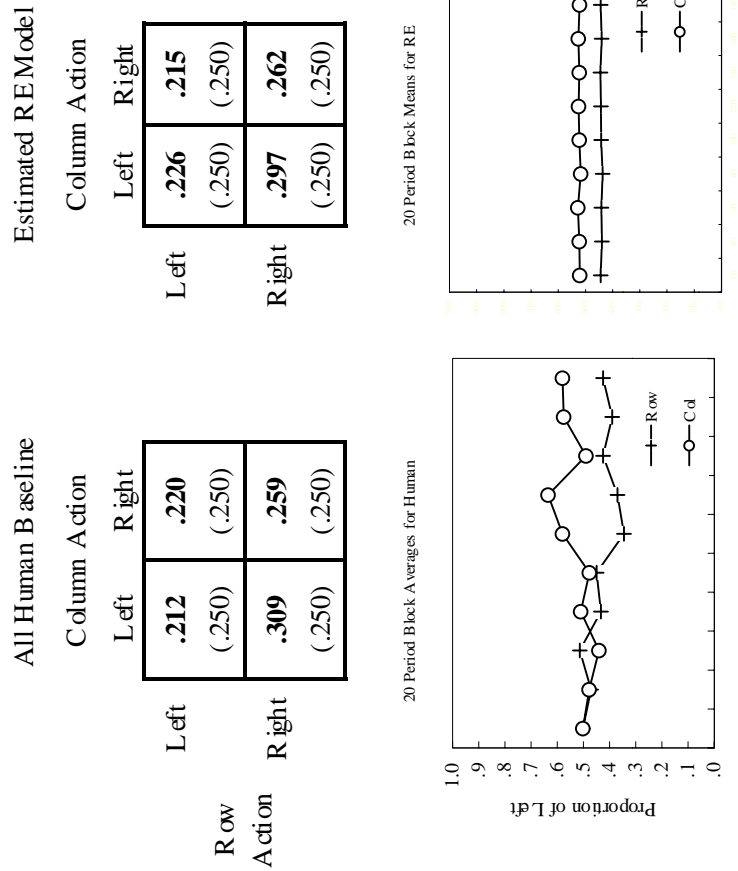 All Human Baseline
Column Action
Left Right
Row
Action
Left .212 .220
(.250) (.250)
Right .309 .259
(.250) (.250)
20 Period Block Averages for Human
Proportion of Left
1.0
.9
.8
.7
.6
.5
.4
.3
.2
.1
.0
Row
Col
Estimated RE Model
Column Action
Left Right
Left .226 .215
(.250) (.250)
Right .297 .262
(.250) (.250)
20 Period Block Means for RE
R
C